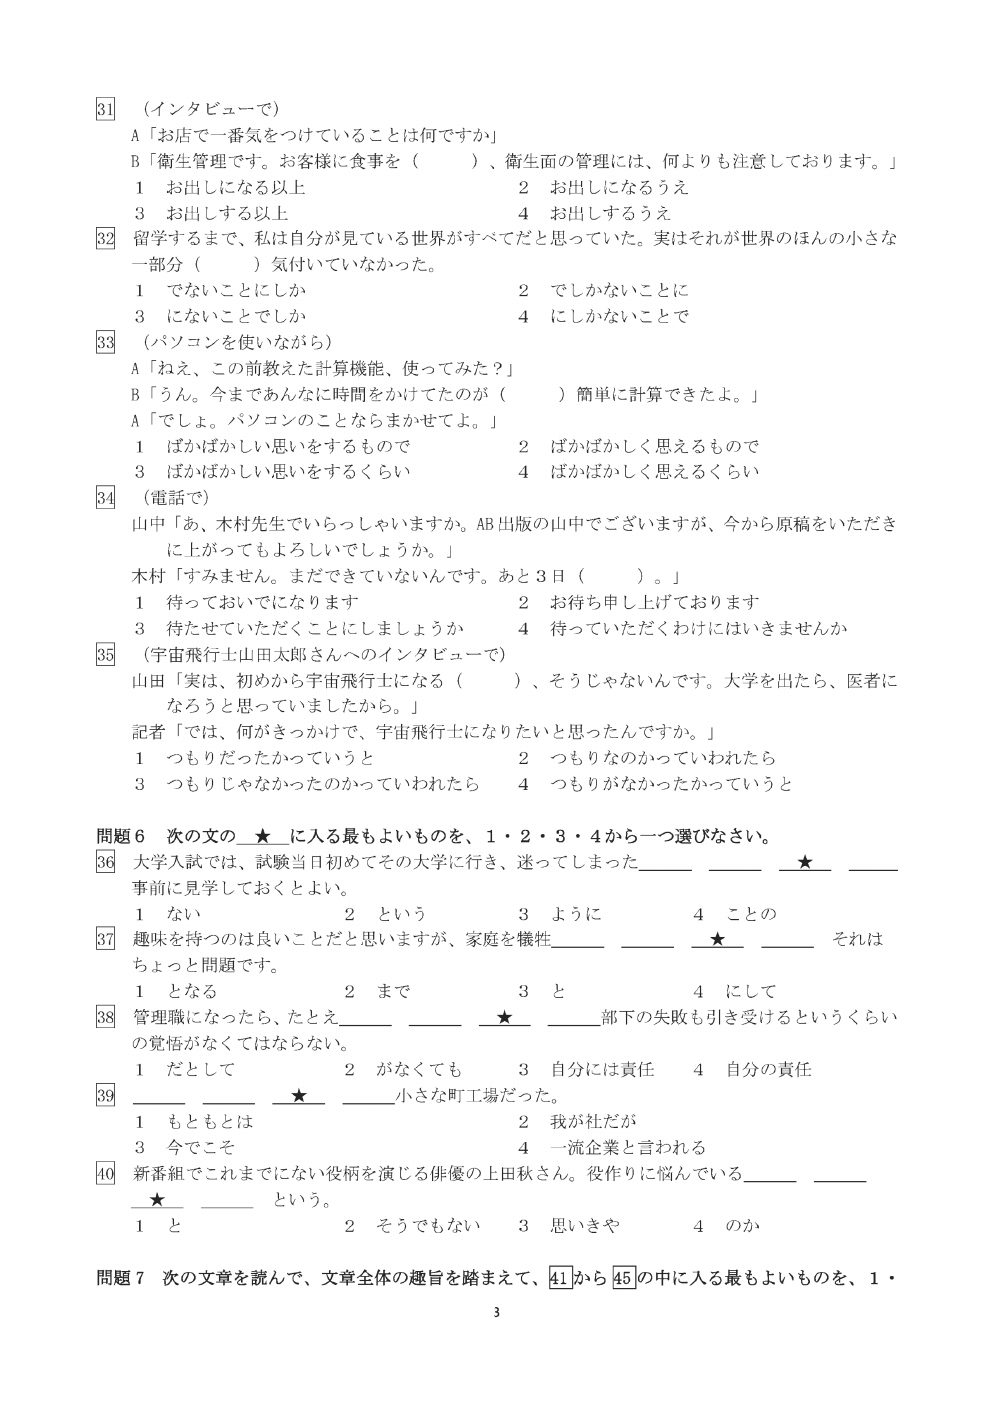 31　（インタビューで）
A「お店で一番気をつけていることは何ですか」
B「衛生管理です。お客様に食事を（　　　）、衛生面の管理には、何よりも注意しております。」
1　お出しになる以上　　2　お出しになるうえ
3　お出しする以上　　4　お出しするうえ
32　留学するまで、私は自分が見ている世界がすべてだと思っていた。実はそれが世界のほんの小さな
一部分（　　　）気付いていなかった。
1　でないことにしか　　2　でしかないことに
3　にないことでしか　　4　にしかないことで
33　（パソコンを使いながら）
A「ねえ、この前教えた計算機能、使ってみた？」
B「うん。今まであんなに時間をかけてたのが（　　　）簡単に計算できたよ。」
A「でしょ。パソコンのことならまかせてよ。」
1　ばかばかしい思いをするもので　　2　ばかばかしく思えるもので
3　ばかばかしい思いをするくらい　　4　ばかばかしく思えるくらい
34　（電話で）
山中「あ、木村先生でいらっしゃいますか。AB出版の山中でございますが、今から原稿をいただき
に上がってもよろしいでしょうか。」
木村「すみません。まだできていないんです。あと３日（　　　）。」
1　待っておいでになります　　2　お待ち申し上げております
3　待たせていただくことにしましょうか　　4　待っていただくわけにはいきませんか
35　（宇宙飛行士山田太郎さんへのインタビューで）
山田「実は、初めから宇宙飛行士になる（　　　）、そうじゃないんです。大学を出たら、医者に
なろうと思っていましたから。」
記者「では、何がきっかけで、宇宙飛行士になりたいと思ったんですか。」
1　つもりだったかっていうと　　2　つもりなのかっていわれたら
3　つもりじゃなかったのかっていわれたら　　4　つもりがなかったかっていうと
問題６　次の文の＿★＿に入る最もよいものを、１・２・３・４から一つ選びなさい。
36　大学入試では、試験当日初めてその大学に行き、迷ってしまった＿＿＿　＿＿＿　＿★＿　＿＿＿
事前に見学しておくとよい。
1　ない　　2　という　　3　ように　　4　ことの
37　趣味を持つのは良いことだと思いますが、家庭を犠牲＿＿＿　＿＿＿　＿★＿　＿＿＿　それは
ちょっと問題です。
1　となる　　2　まで　　3　と　　4　にして
38　管理職になったら、たとえ＿＿＿　＿＿＿　＿★＿　＿＿＿部下の失敗も引き受けるというくらい
の覚悟がなくてはならない。
1　だとして　　2　がなくても　　3　自分には責任　　4　自分の責任
39　＿＿＿　＿＿＿　＿★＿　＿＿＿小さな町工場だった。
1　もともとは　　2　我が社だが
3　今でこそ　　4　一流企業と言われる
40　新番組でこれまでにない役柄を演じる俳優の上田秋さん。役作りに悩んでいる＿＿＿　＿＿＿
＿★＿　＿＿＿　という。
1　と　　2　そうでもない　　3　思いきや　　4　のか
問題７　次の文章を読んで、文章全体の趣旨を踏まえて、41から45の中に入る最もよいものを、１・
3